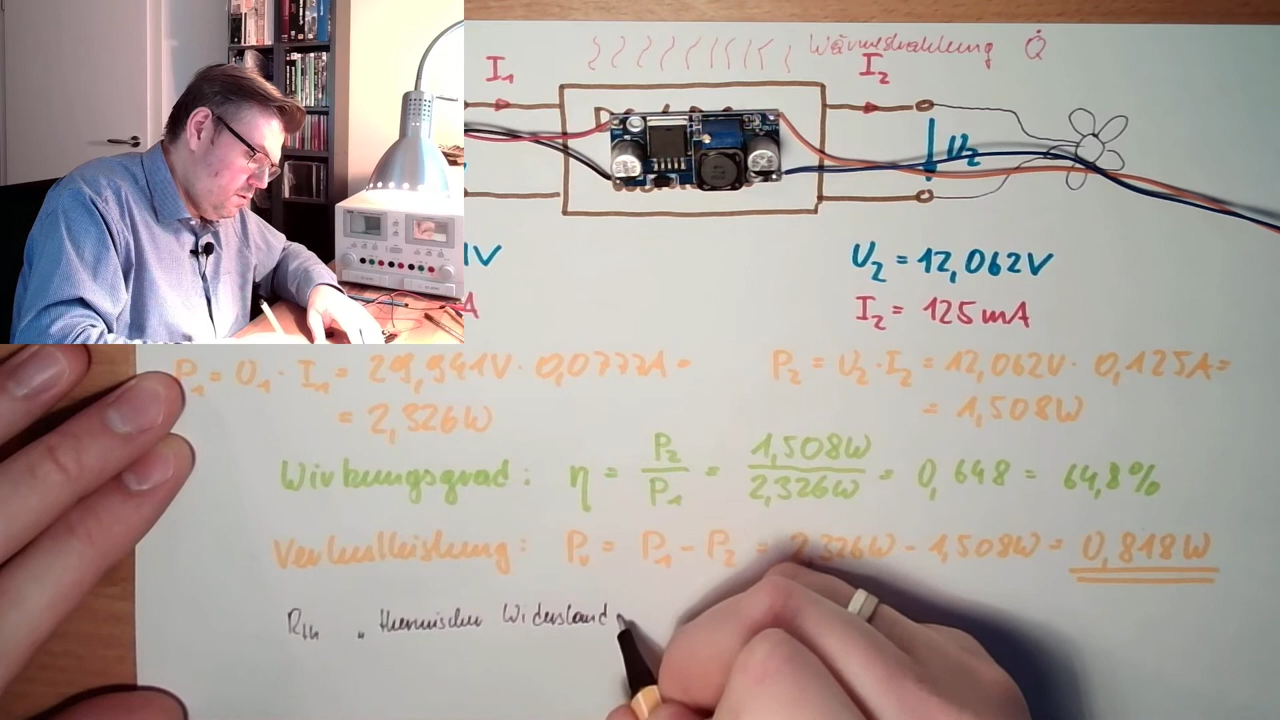 Wärmestrahlung Q̇
I₁
I₂
U₂
1V
A
U₂ = 12,062V
I₂ = 125mA
P₁ = U₁ · I₁ = 29,941V · 0,0777A =
= 2,326W
P₂ = U₂ · I₂ = 12,062V · 0,125A =
= 1,508W
Wirkungsgrad: η = P₂/P₁ = 1,508W/2,326W = 0,648 = 64,8%
Verlustleistung: Pᵥ = P₁ - P₂ = 2,326W - 1,508W = 0,818W
Rth „thermischer Widerstand